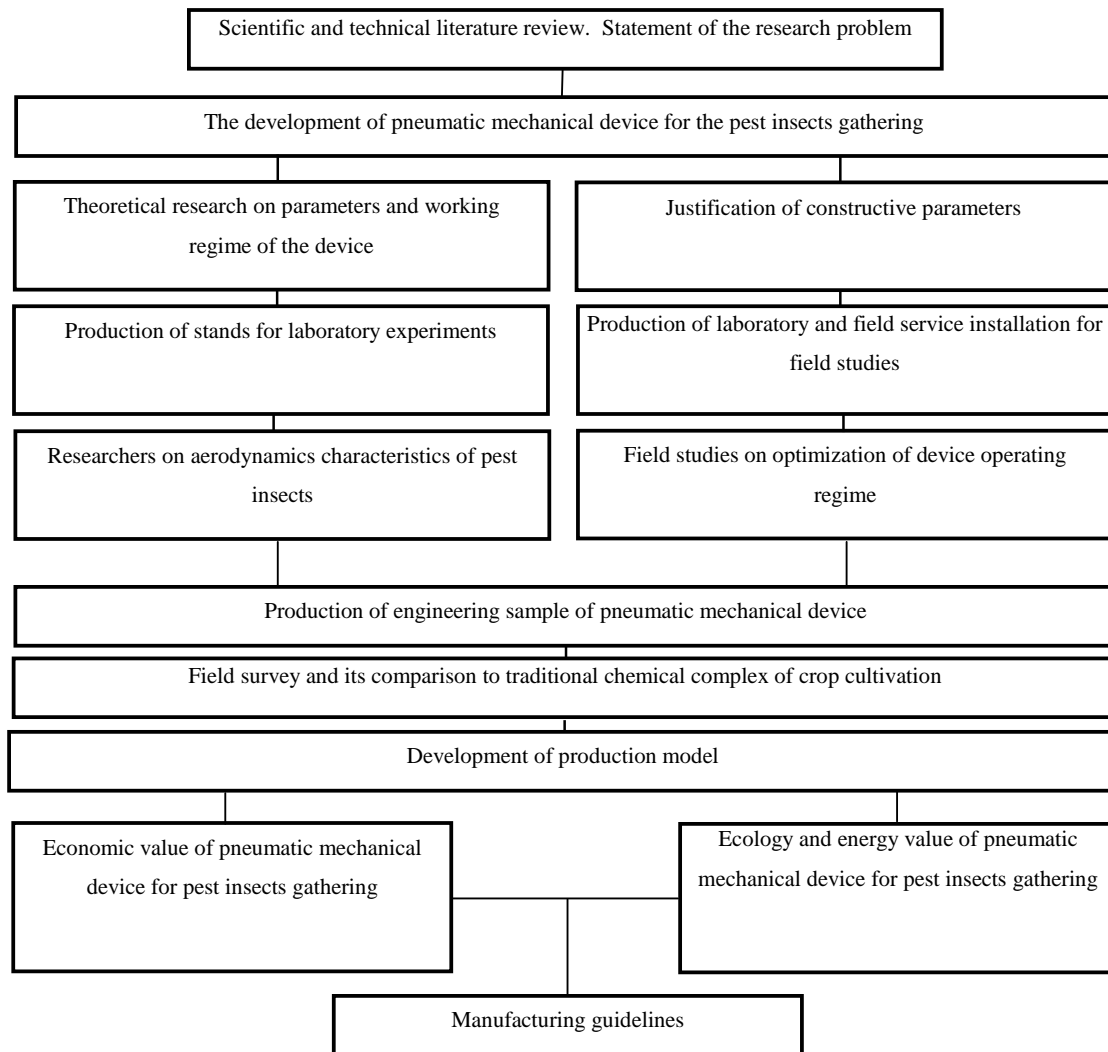 Scientific and technical literature review.  Statement of the research problem
The development of pneumatic mechanical device for the pest insects gathering
Theoretical research on parameters and working
regime of the device
Justification of constructive parameters
Production of stands for laboratory experiments
Production of laboratory and field service installation for
field studies
Researchers on aerodynamics characteristics of pest
insects
Field studies on optimization of device operating
regime
Production of engineering sample of pneumatic mechanical device
Field survey and its comparison to traditional chemical complex of crop cultivation
Development of production model
Economic value of pneumatic mechanical
device for pest insects gathering
Ecology and energy value of pneumatic
mechanical device for pest insects gathering
Manufacturing guidelines